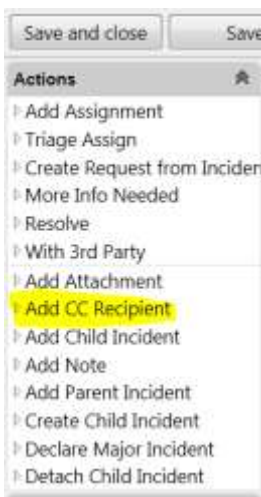 Save and close Save
Actions
Add Assignment
Triage Assign
Create Request from Inciden
More Info Needed
Resolve
With 3rd Party
Add Attachment
Add CC Recipient
Add Child Incident
Add Note
Add Parent Incident
Create Child Incident
Declare Major Incident
Detach Child Incident